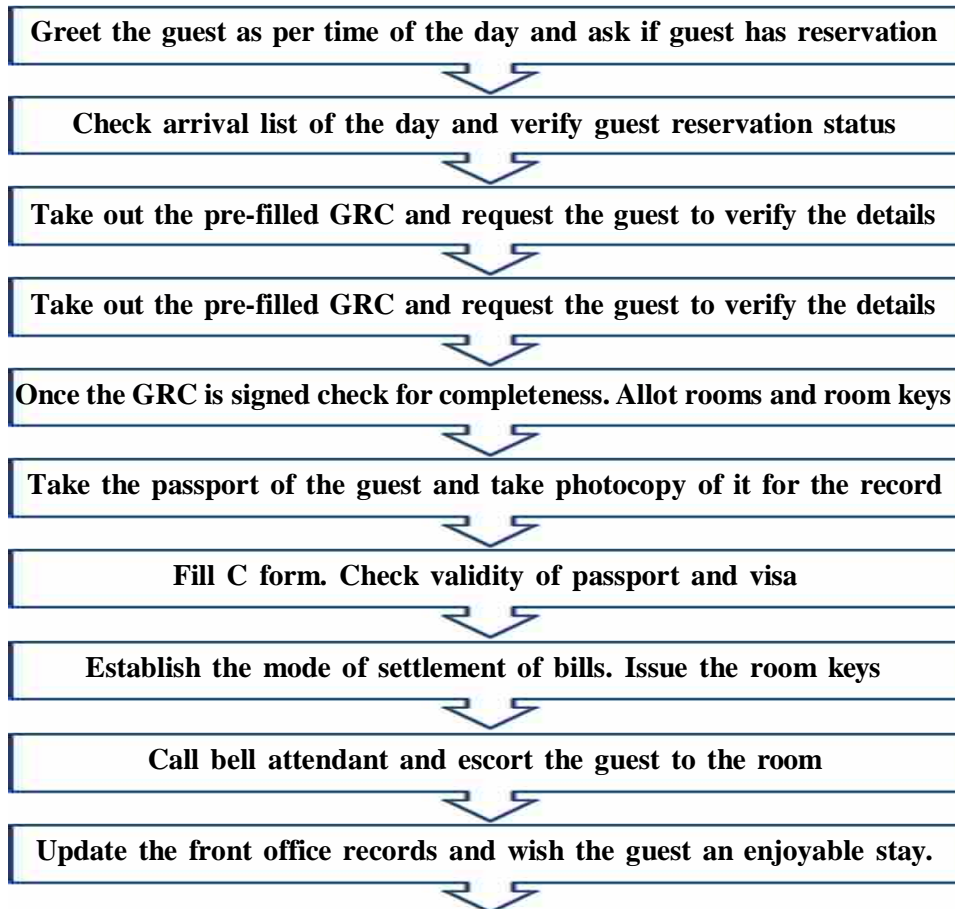 Greet the guest as per time of the day and ask if guest has reservation
Check arrival list of the day and verify guest reservation status
Take out the pre-filled GRC and request the guest to verify the details
Take out the pre-filled GRC and request the guest to verify the details
Once the GRC is signed check for completeness. Allot rooms and room keys
Take the passport of the guest and take photocopy of it for the record
Fill C form. Check validity of passport and visa
Establish the mode of settlement of bills. Issue the room keys
Call bell attendant and escort the guest to the room
Update the front office records and wish the guest an enjoyable stay.